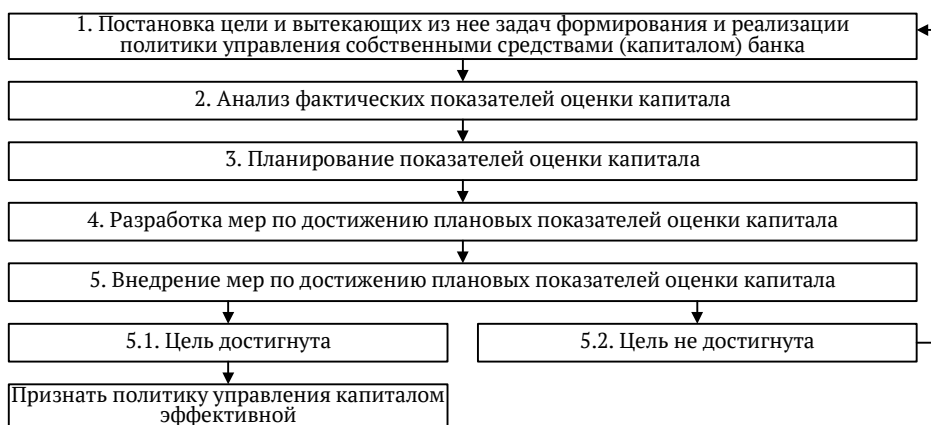 1. Постановка цели и вытекающих из нее задач формирования и реализации
политики управления собственными средствами (капиталом) банка
2. Анализ фактических показателей оценки капитала
3. Планирование показателей оценки капитала
4. Разработка мер по достижению плановых показателей оценки капитала
5. Внедрение мер по достижению плановых показателей оценки капитала
5.1. Цель достигнута
5.2. Цель не достигнута
Признать политику управления капиталом
эффективной